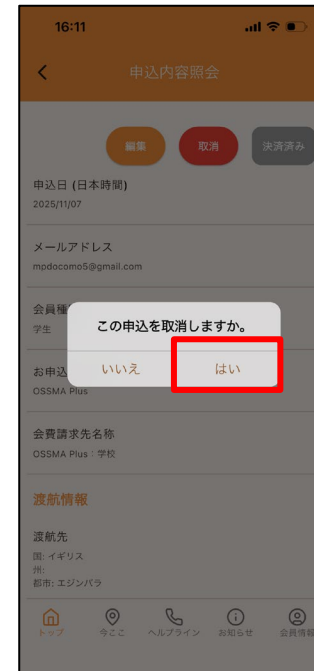 16:11
申込内容照会
編集
取消
決済済み
申込日 (日本時間)
2025/11/07
メールアドレス
mpdocomo5@gmail.com
会員種
学生
この申込を取消しますか。
いいえ
はい
お申込
OSSMA Plus
会費請求先名称
OSSMA Plus：学校
渡航情報
渡航先
国: イギリス
州:
都市: エジンバラ
トップ
今ここ
ヘルプライン
お知らせ
会員情報